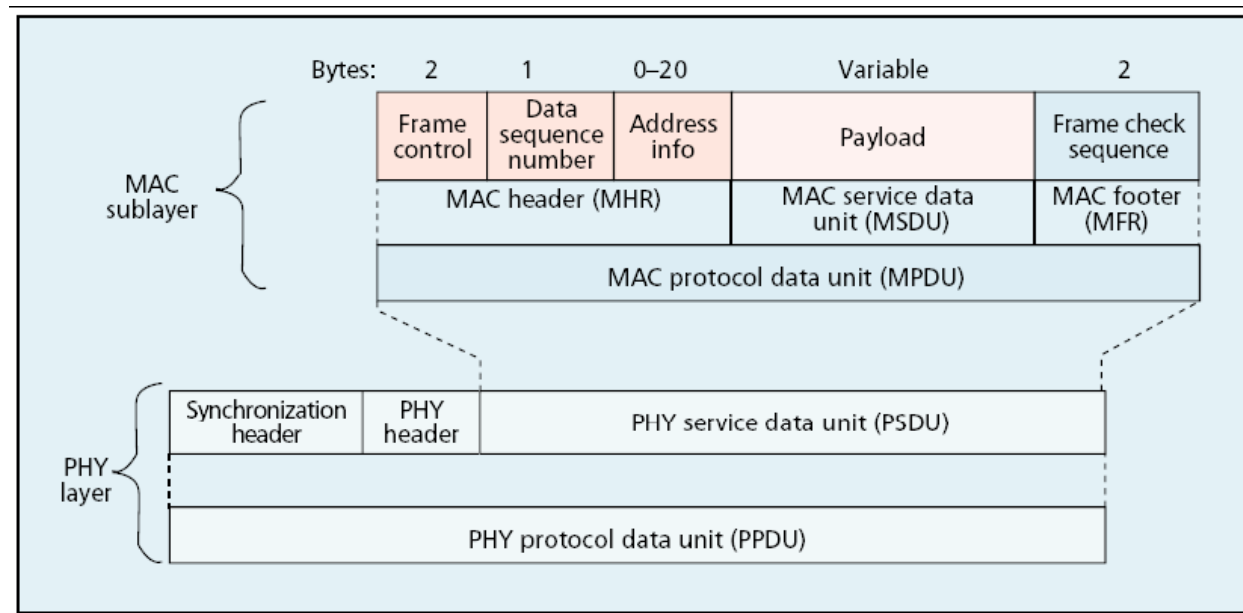 Bytes: 2 1 0–20 Variable 2
Frame control
Data sequence number
Address info
Payload
Frame check sequence
MAC sublayer
MAC header (MHR)
MAC service data unit (MSDU)
MAC footer (MFR)
MAC protocol data unit (MPDU)
Synchronization header
PHY header
PHY service data unit (PSDU)
PHY layer
PHY protocol data unit (PPDU)